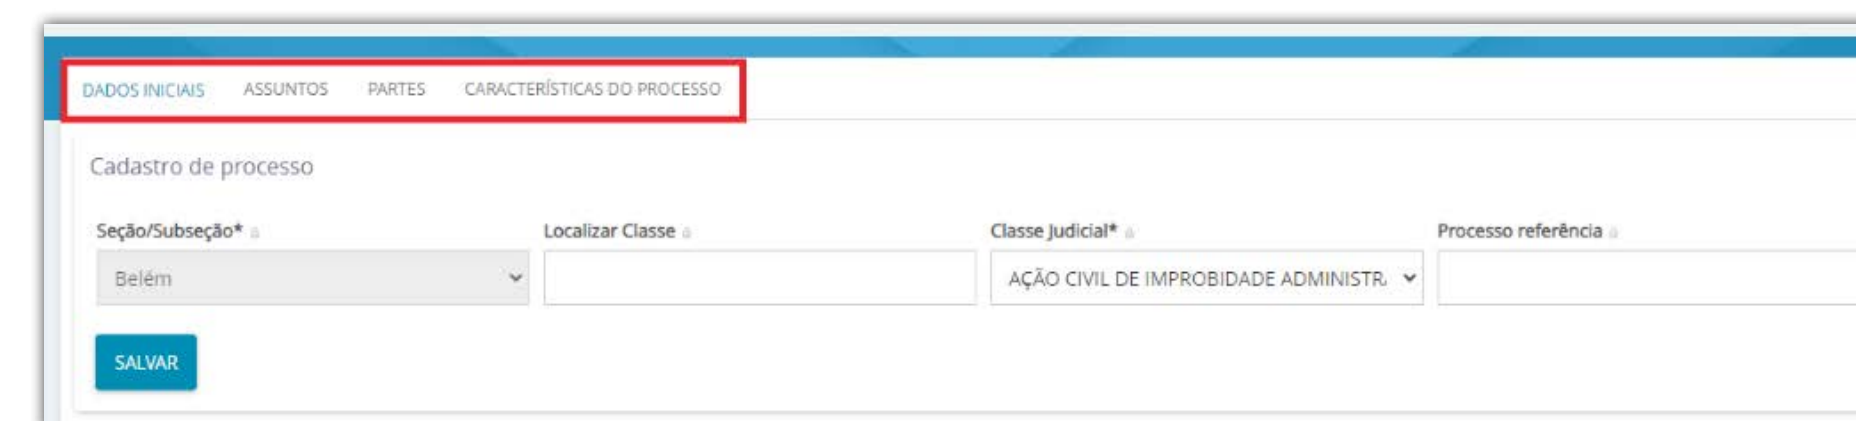 DADOS INICIAIS ASSUNTOS PARTES CARACTERÍSTICAS DO PROCESSO
Cadastro de processo
Seção/Subseção* Localizar Classe Classe Judicial* Processo referência
Belém AÇÃO CIVIL DE IMPROBIDADE ADMINISTR
SALVAR